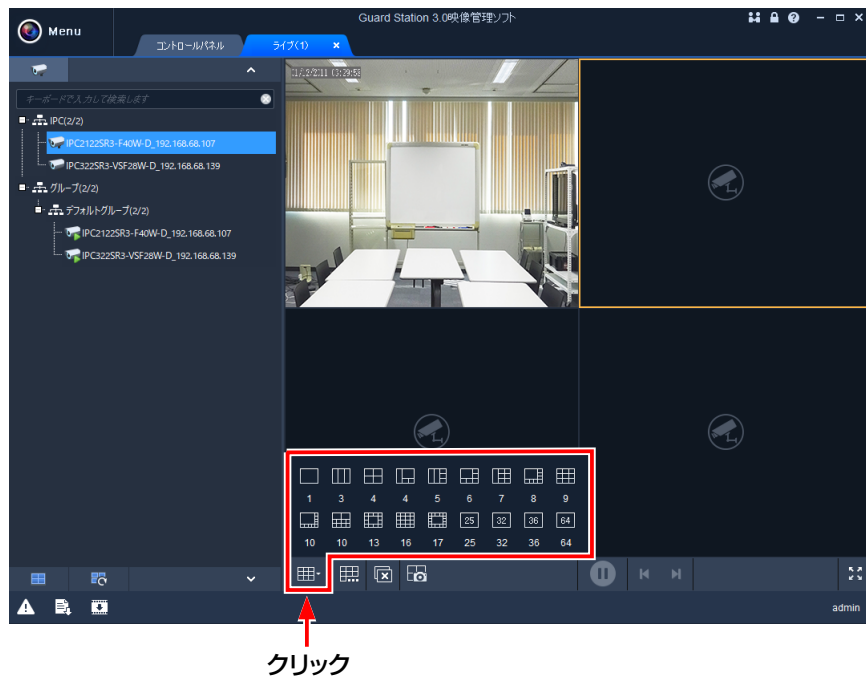 Guard Station 3.0映像管理ソフト
Menu
コントロールパネル
ライブ(1)
キーボードで入力して検索します
IPC(2/2)
IPC2122SR3-F40W-D_192.168.68.107
IPC322SR3-VSF28W-D_192.168.68.139
グループ(2/2)
デフォルトグループ(2/2)
IPC2122SR3-F40W-D_192.168.68.107
IPC322SR3-VSF28W-D_192.168.68.139
1 3 4 4 5 6 7 8 9
25 32 36 64
10 10 13 16 17 25 32 36 64
admin
クリック